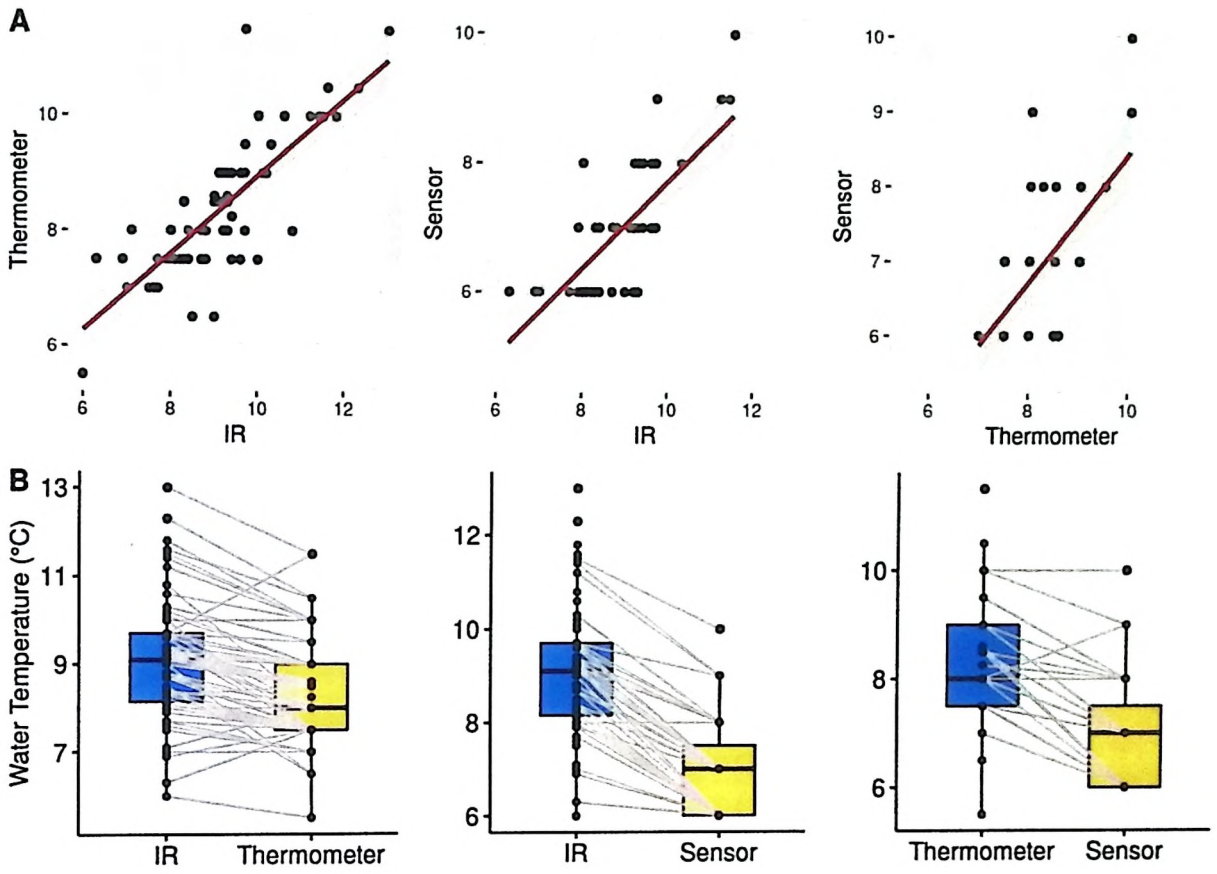 A
Thermometer
10
8
6
6 8 10 12
IR
Sensor
10
8
6
6 8 10 12
IR
Sensor
10
9
8
7
6
6 8 10
Thermometer
B
Water Temperature (°C)
13
11
9
7
IR Thermometer
12
10
8
6
IR Sensor
10
8
6
Thermometer Sensor